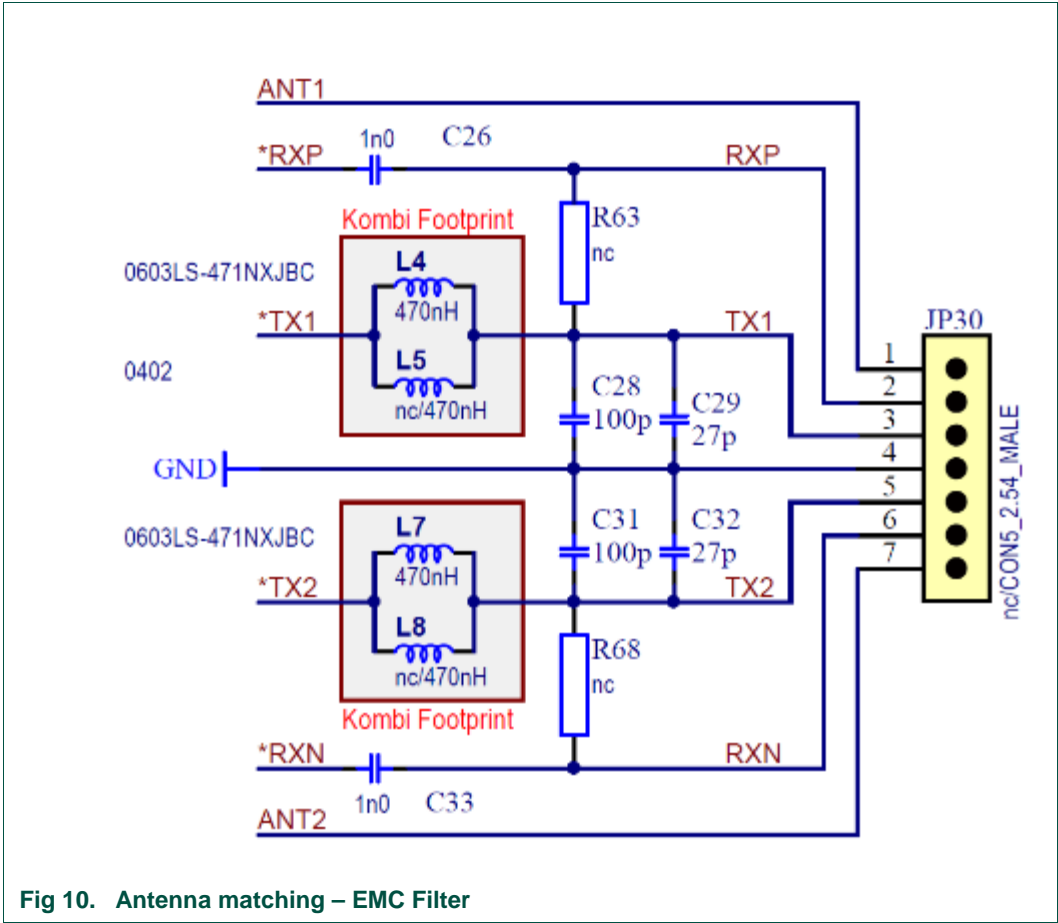 ANT1
1n0 C26
*RXP RXP
Kombi Footprint
R63
nc
0603LS-471NXJBC
L4
470nH
*TX1 TX1
JP30
L5
nc/470nH
0402
C28
100p
C29
27p
1
2
3
4
5
6
7
nc/CON5_2.54_MALE
GND
0603LS-471NXJBC
L7
470nH
C31
100p
C32
27p
*TX2 TX2
L8
nc/470nH
R68
nc
Kombi Footprint
*RXN RXN
1n0 C33
ANT2
Fig 10. Antenna matching – EMC Filter